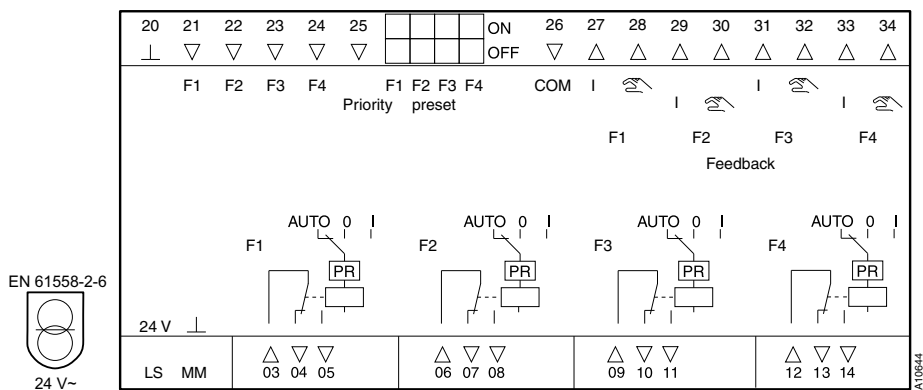 20 21 22 23 24 25 ON 26 27 28 29 30 31 32 33 34
OFF
F1 F2 F3 F4 F1 F2 F3 F4 COM I I
Priority preset I I
F1 F2 F3 F4
Feedback
AUTO 0 I AUTO 0 I AUTO 0 I AUTO 0 I
F1 F2 F3 F4
PR PR PR PR
EN 61558-2-6
24 V
LS MM 03 04 05 06 07 08 09 10 11 12 13 14
24 V~
A10644